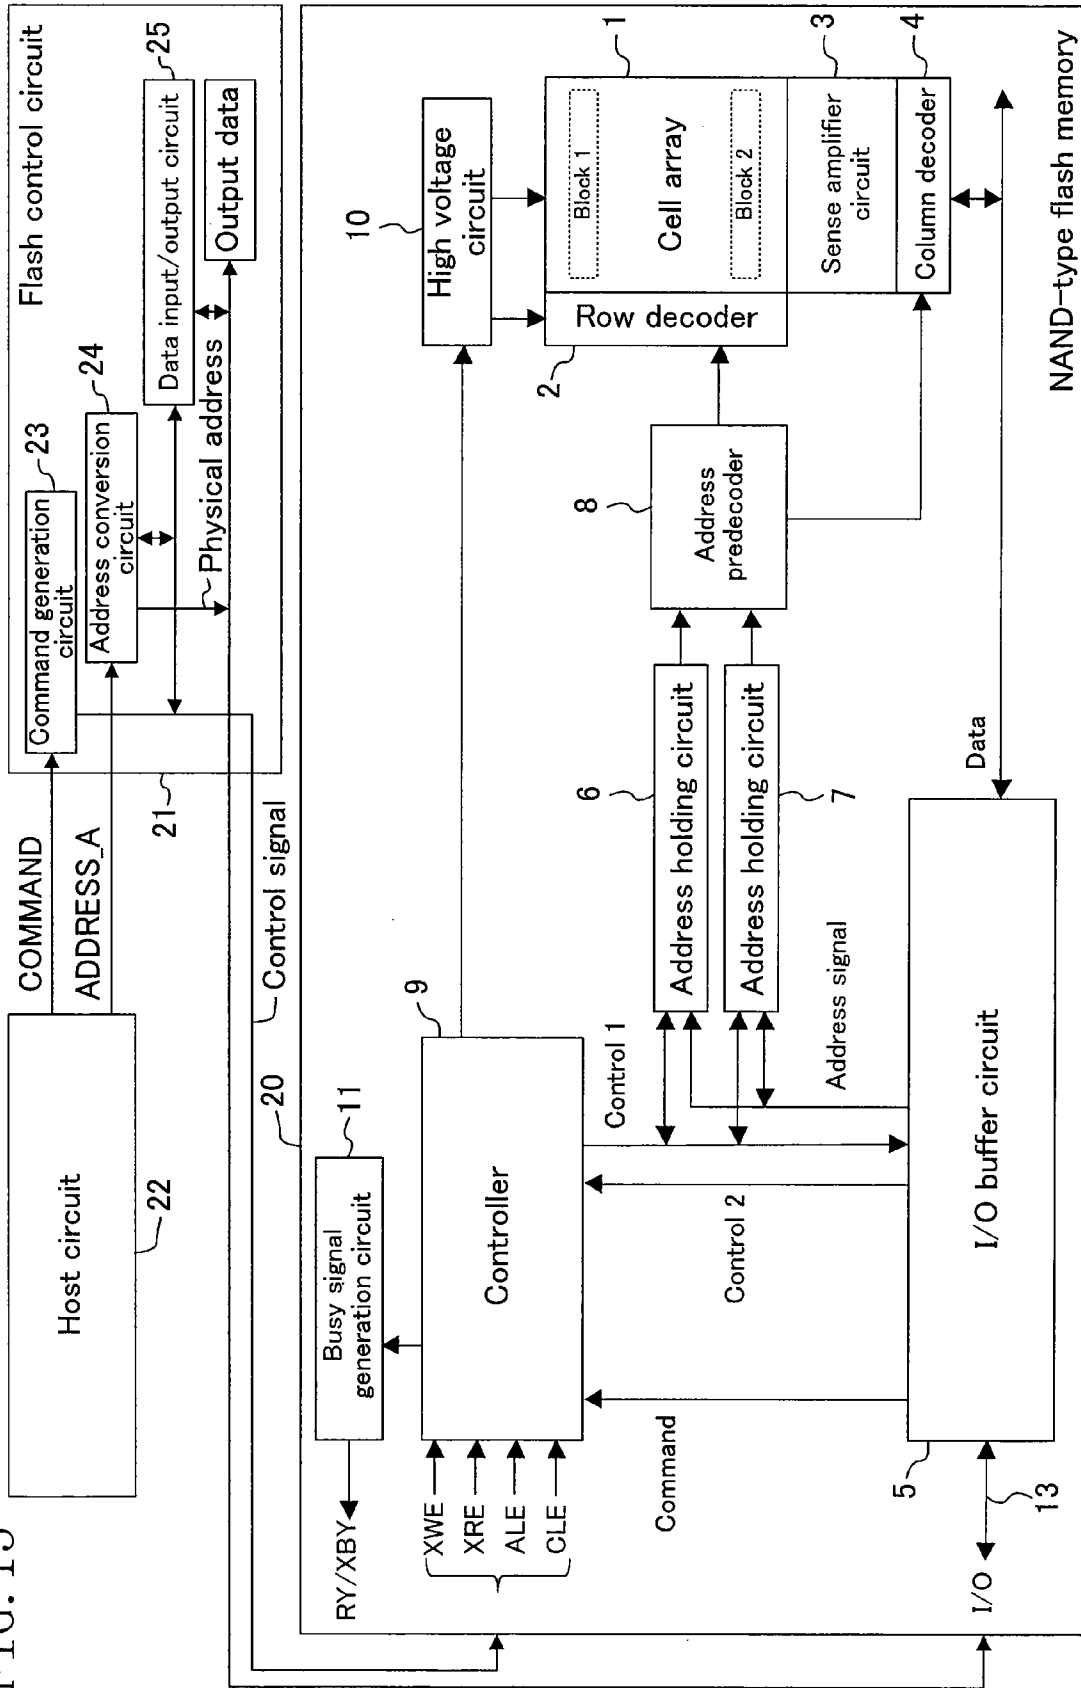 FIG. 15
Host circuit
22
COMMAND
ADDRESS_A
21
Flash control circuit
Command generation
circuit
23
Address conversion
circuit
24
Data input/output circuit
25
Physical address
Output data
Control signal
20
RY/XBY
Busy signal
generation circuit
11
XWE
XRE
ALE
CLE
Controller
9
High voltage
circuit
10
Row decoder
2
Block 1
Cell array
Block 2
1
Sense amplifier
circuit
3
Column decoder
4
Address
predecoder
8
Address holding circuit
6
Address holding circuit
7
Control 1
Control 2
Command
Address signal
Data
I/O buffer circuit
5
I/O
13
NAND-type flash memory